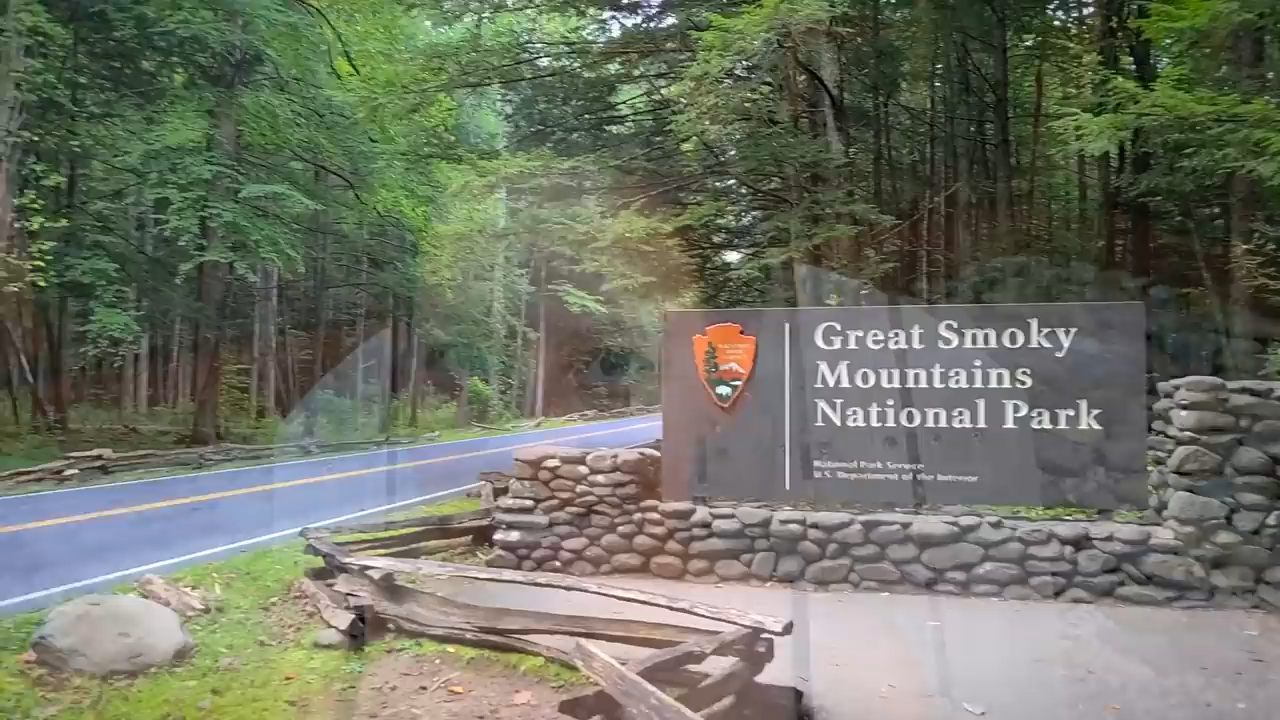 Great Smoky
Mountains
National Park
National Park Service
U.S. Department of the Interior